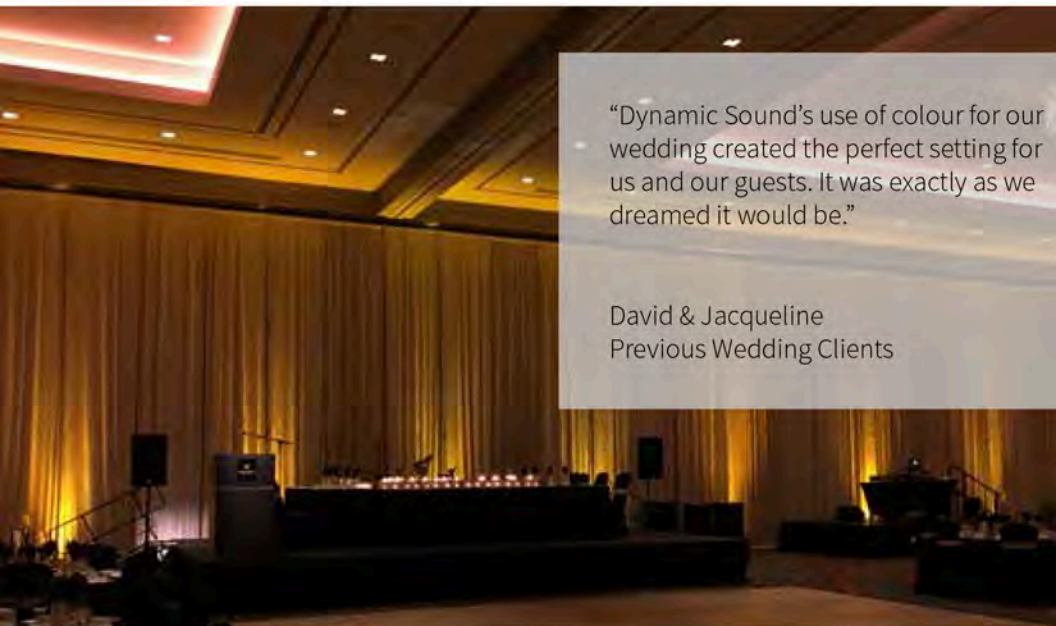 “Dynamic Sound’s use of colour for our
wedding created the perfect setting for
us and our guests. It was exactly as we
dreamed it would be.”
David & Jacqueline
Previous Wedding Clients